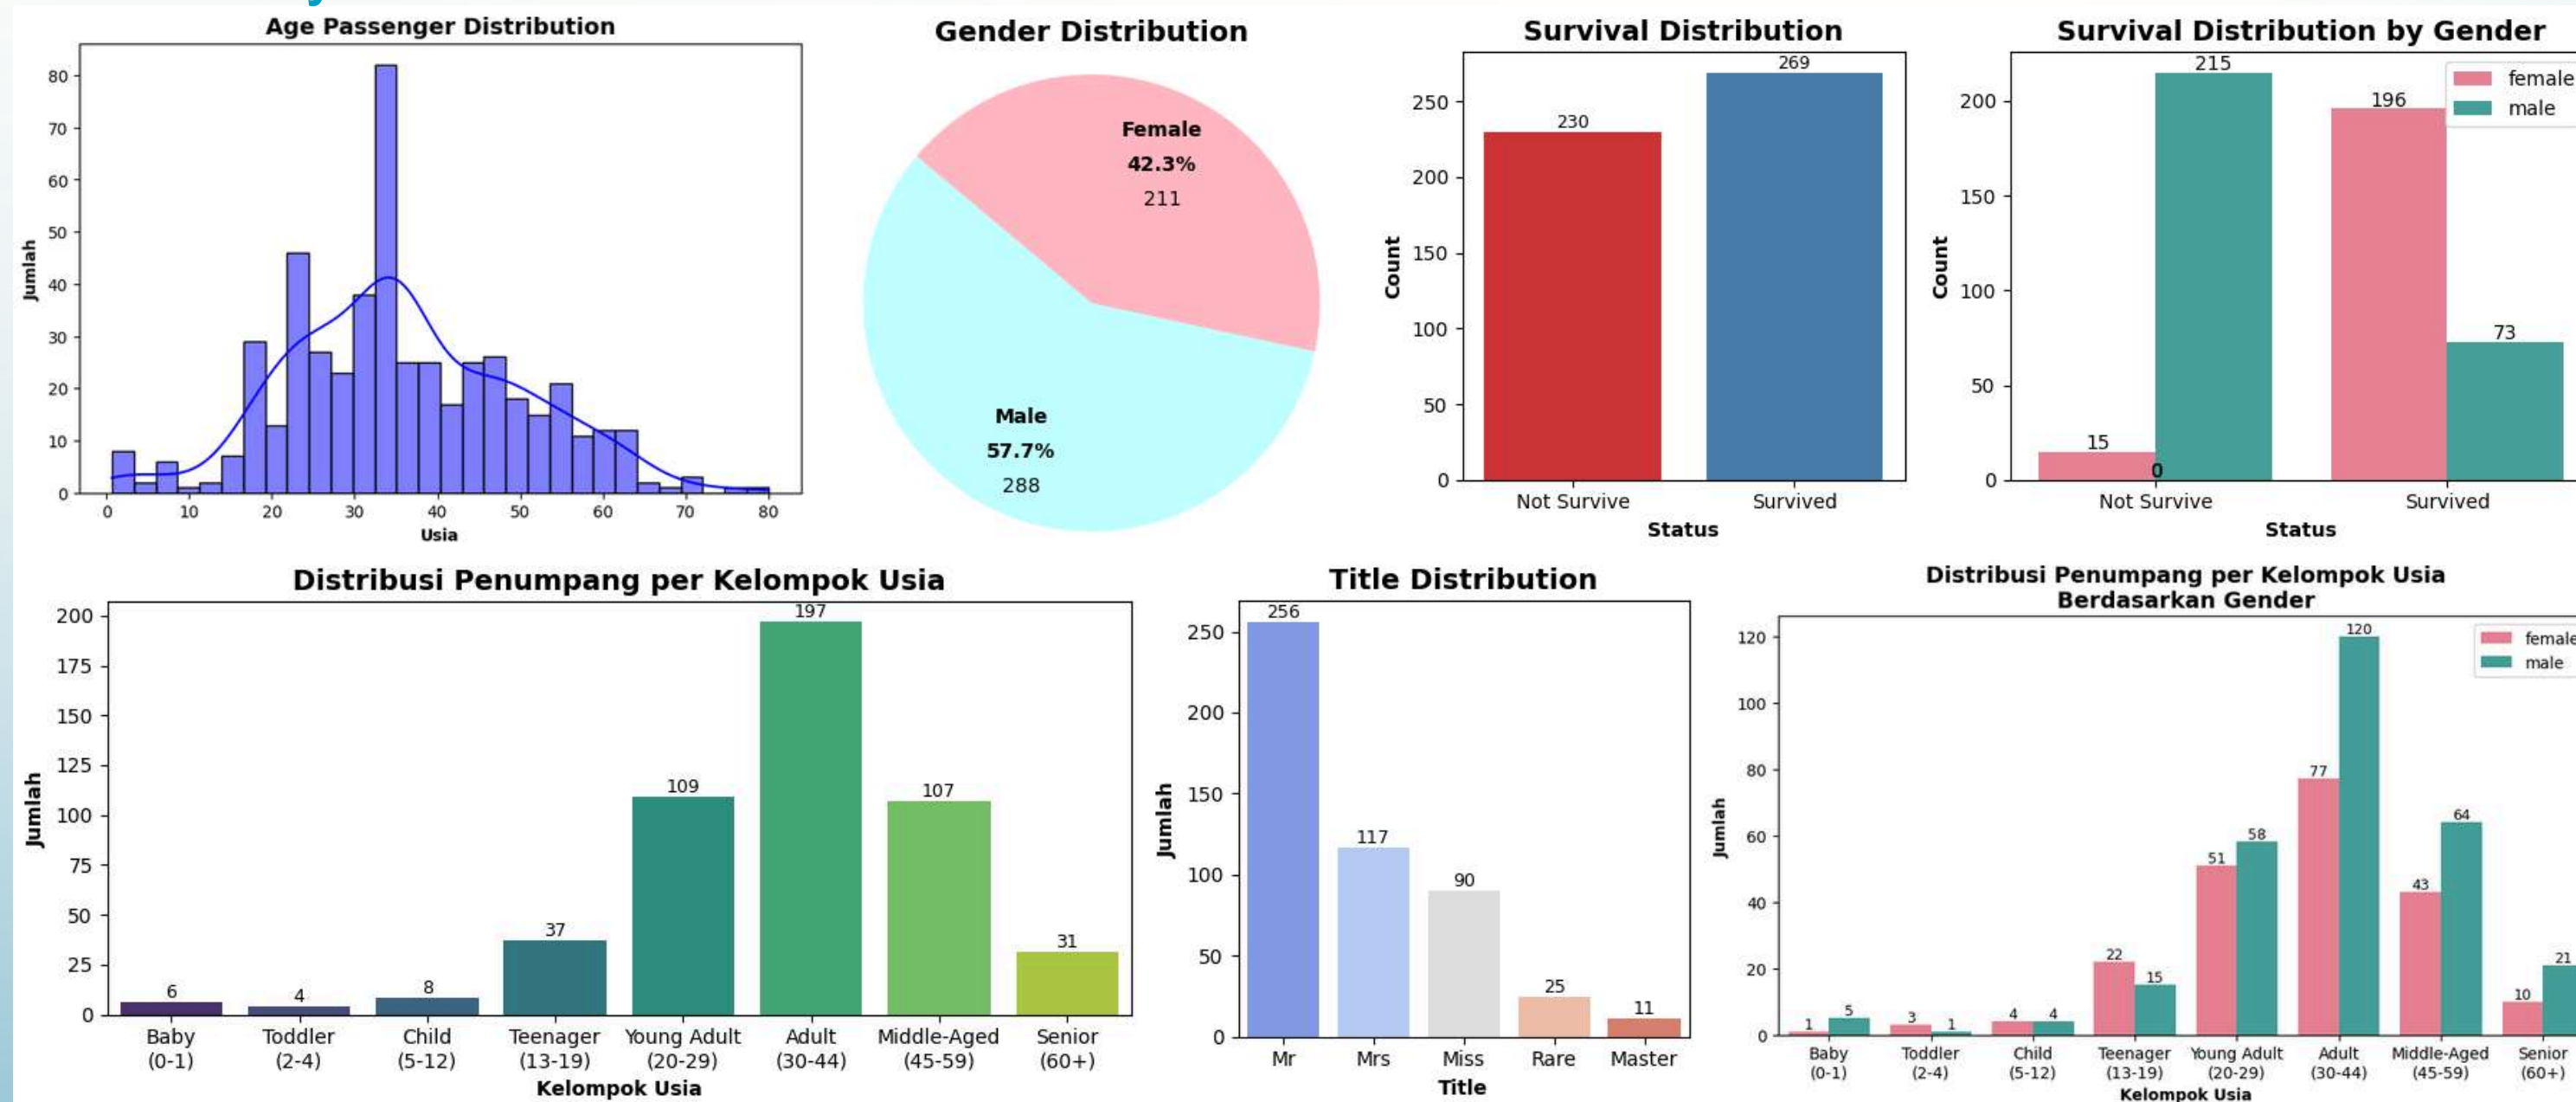 Age Passenger Distribution
80
70
60
50
40
30
20
10
0
Jumlah
0 10 20 30 40 50 60 70 80
Usia
Gender Distribution
Female
42.3%
211
Male
57.7%
288
Survival Distribution
250
200
150
100
50
0
Count
230
269
Not Survive Survived
Status
Survival Distribution by Gender
female
male
200
150
100
50
0
Count
15
0
215
196
73
Not Survive Survived
Status
Distribusi Penumpang per Kelompok Usia
200
175
150
125
100
75
50
25
0
Jumlah
6
4
8
37
109
197
107
31
Baby Toddler Child Teenager Young Adult Adult Middle-Aged Senior
(0-1) (2-4) (5-12) (13-19) (20-29) (30-44) (45-59) (60+)
Kelompok Usia
Title Distribution
250
200
150
100
50
0
Jumlah
256
117
90
25
11
Mr Mrs Miss Rare Master
Title
Distribusi Penumpang per Kelompok Usia
Berdasarkan Gender
female
male
120
100
80
60
40
20
0
Jumlah
1
5
3
1
4
4
22
15
51
58
77
120
43
64
10
21
Baby Toddler Child Teenager Young Adult Adult Middle-Aged Senior
(0-1) (2-4) (5-12) (13-19) (20-29) (30-44) (45-59) (60+)
Kelompok Usia